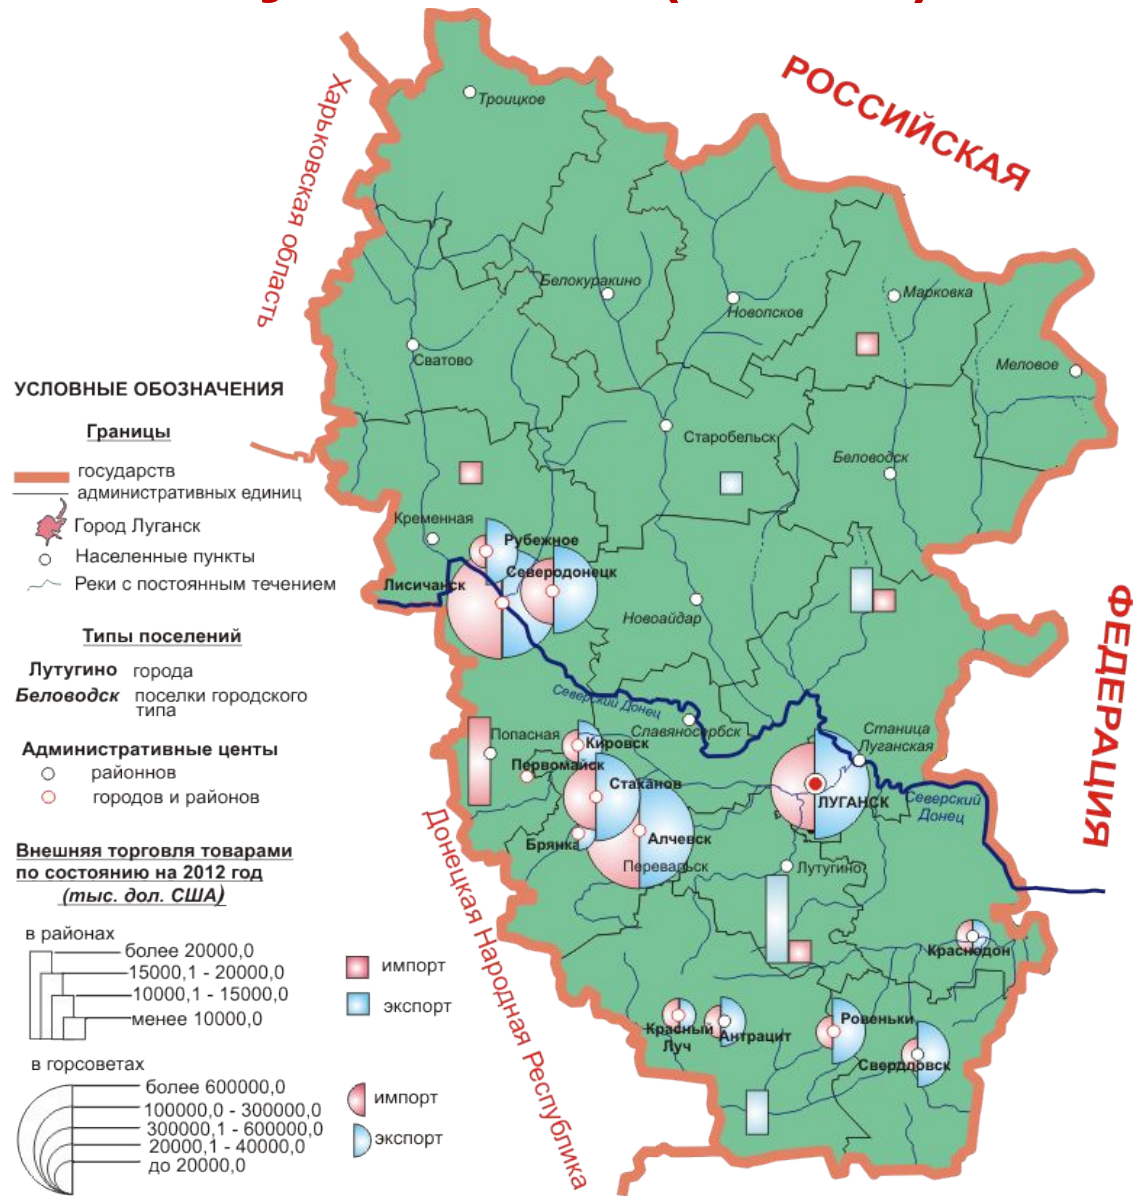 РОССИЙСКАЯ
ФЕДЕРАЦИЯ
Харьковская область
Донецкая Народная Республика
Троицкое
Белокуракино
Новопсков
Марковка
Меловое
Сватово
Старобельск
Беловодск
Кременная
Рубежное
Северодонецк
Лисичанск
Новоайдар
Северский Донец
Славяносербск
Станица
Луганская
Попасная
Кировск
Первомайск
Стаханов
ЛУГАНСК
Северский
Донец
Брянка
Алчевск
Перевальск
Лутугино
Краснодон
Красный
Луч
Антрацит
Ровеньки
Свердловск
УСЛОВНЫЕ ОБОЗНАЧЕНИЯ
Границы
государств
административных единиц
Город Луганск
Населенные пункты
Реки с постоянным течением
Типы поселений
Лутугино города
Беловодск поселки городского
типа
Административные центы
районнов
городов и районов
Внешняя торговля товарами
по состоянию на 2012 год
(тыс. дол. США)
в районах
более 20000,0
15000,1 - 20000,0
10000,1 - 15000,0
менее 10000,0
импорт
экспорт
в горсоветах
более 600000,0
100000,0 - 300000,0
300000,1 - 600000,0
20000,1 - 40000,0
до 20000,0
импорт
экспорт